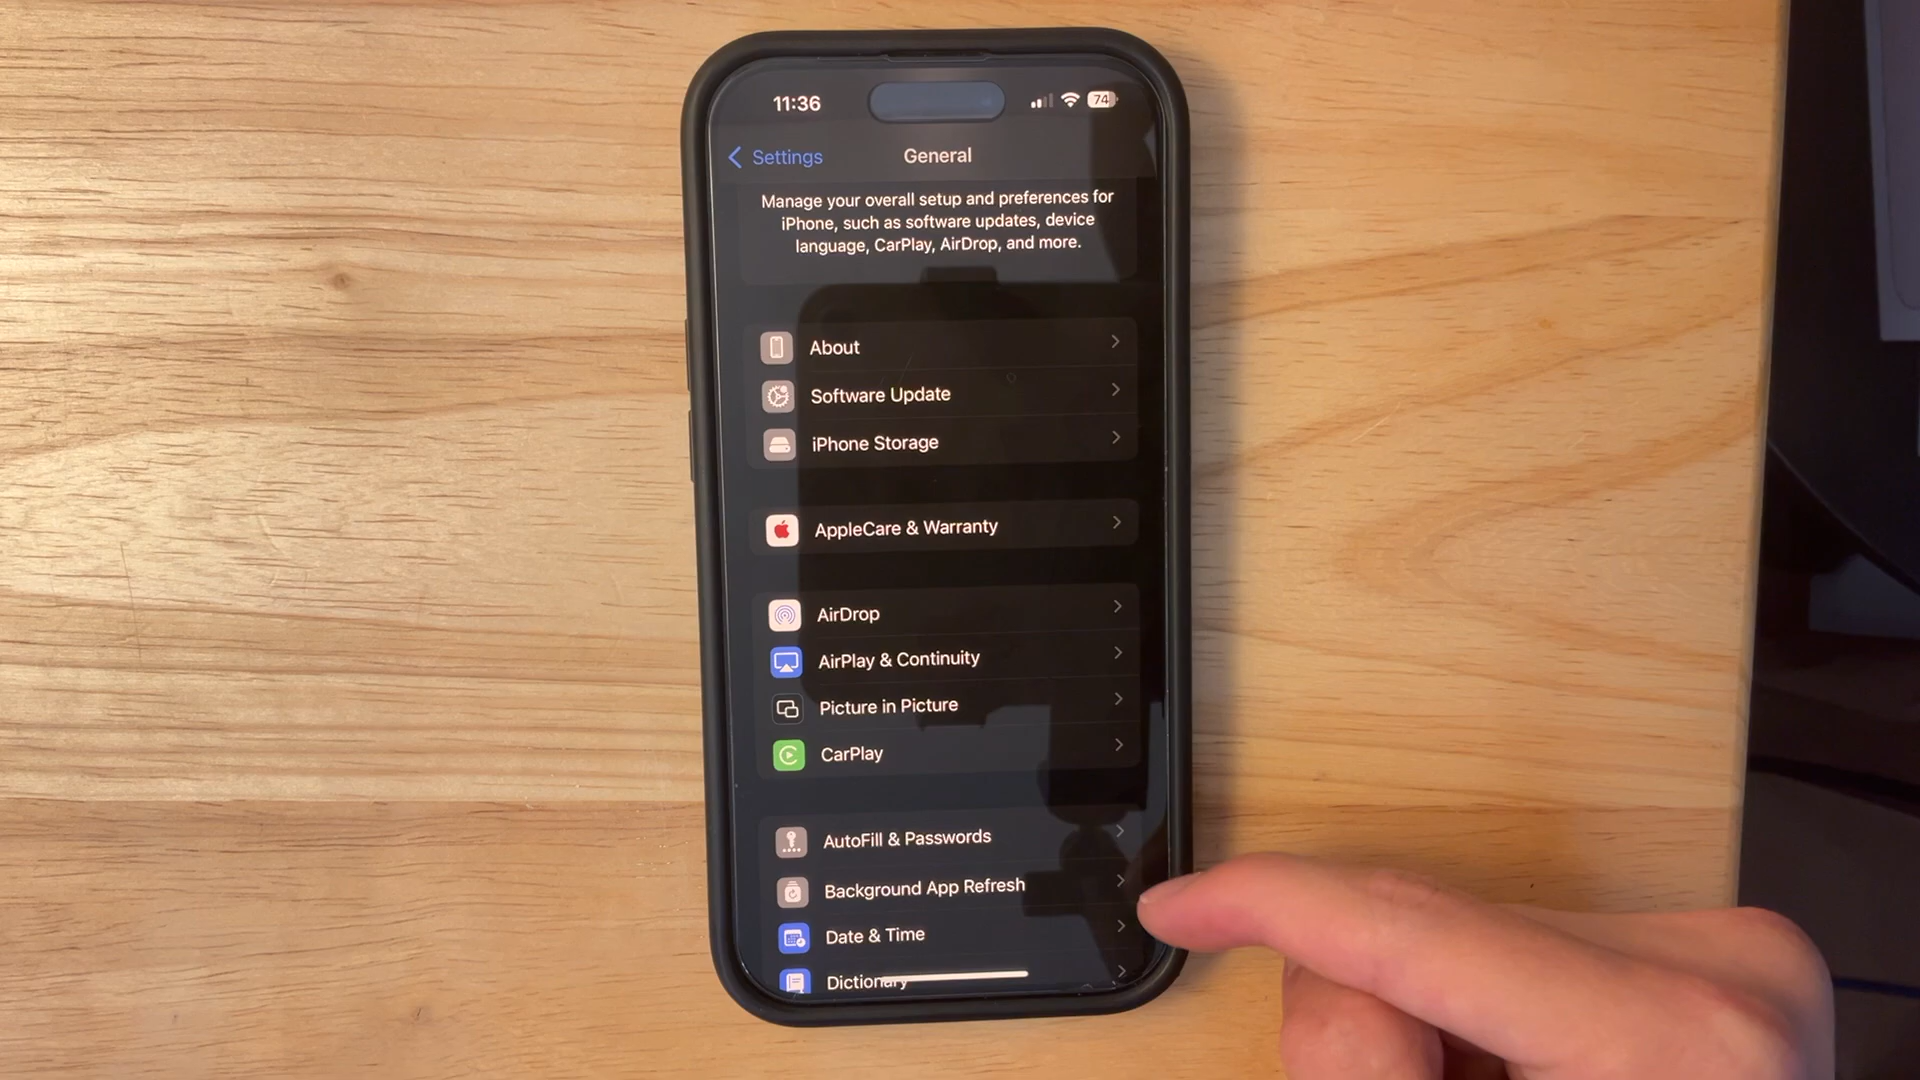 11:36
74
Settings
General
Manage your overall setup and preferences for
iPhone, such as software updates, device
language, CarPlay, AirDrop, and more.
About
Software Update
iPhone Storage
AppleCare & Warranty
AirDrop
AirPlay & Continuity
Picture in Picture
CarPlay
AutoFill & Passwords
Background App Refresh
Date & Time
Dictionary